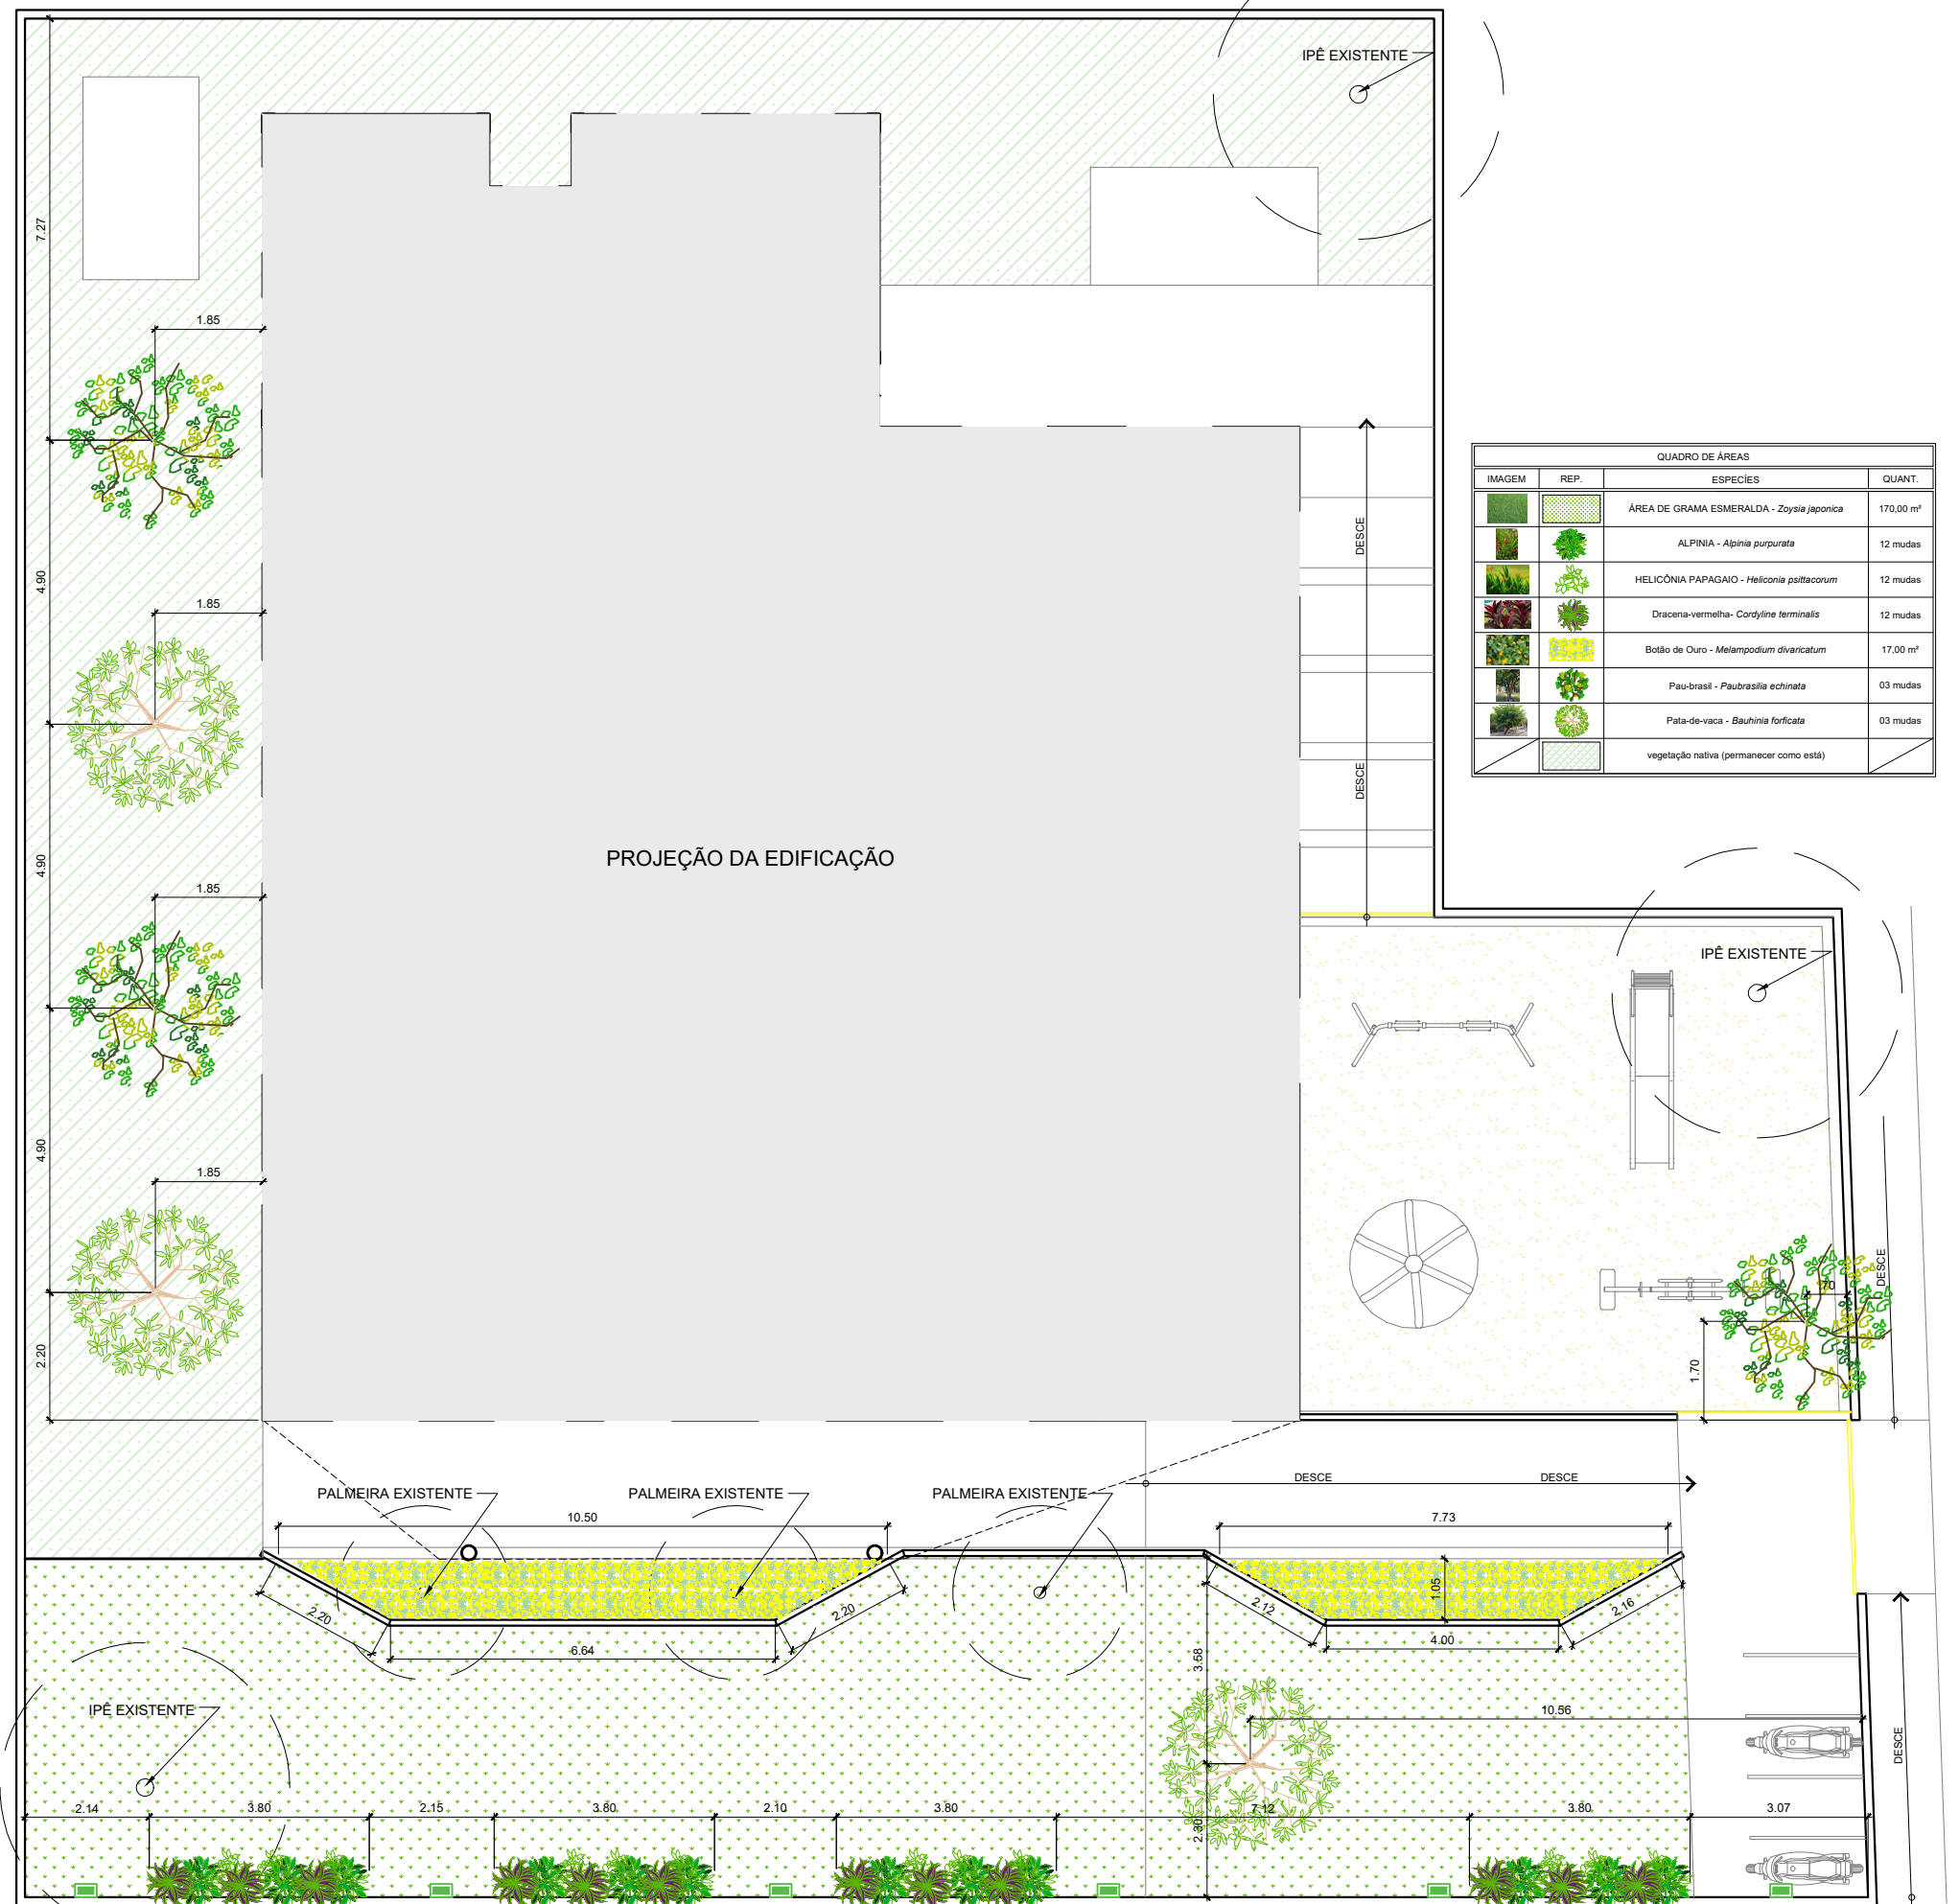 IPÊ EXISTENTE
7.27
1.85
4.90
1.85
4.90
1.85
4.90
1.85
2.20
PROJEÇÃO DA EDIFICAÇÃO
DESCE
DESCE
QUADRO DE ÁREAS
IMAGEM REP. ESPECÍES QUANT.
ÁREA DE GRAMA ESMERALDA - Zoysia japonica 170,00 m²
ALPINIA - Alpinia purpurata 12 mudas
HELICÔNIA PAPAGAIO - Heliconia psittacorum 12 mudas
Dracena-vermelha- Cordyline terminalis 12 mudas
Botão de Ouro - Melampodium divaricatum 17,00 m²
Pau-brasil - Paubrasilia echinata 03 mudas
Pata-de-vaca - Bauhinia forficata 03 mudas
vegetação nativa (permanecer como está)
IPÊ EXISTENTE
DESCE
.70
1.70
DESCE DESCE
PALMEIRA EXISTENTE PALMEIRA EXISTENTE PALMEIRA EXISTENTE
10.50 7.73
2.20 2.20 2.12 1.05 2.16
6.64 4.00
3.58
IPÊ EXISTENTE
10.56
DESCE
2.14 3.80 2.15 3.80 2.10 3.80 7.12 3.80 3.07
2.30